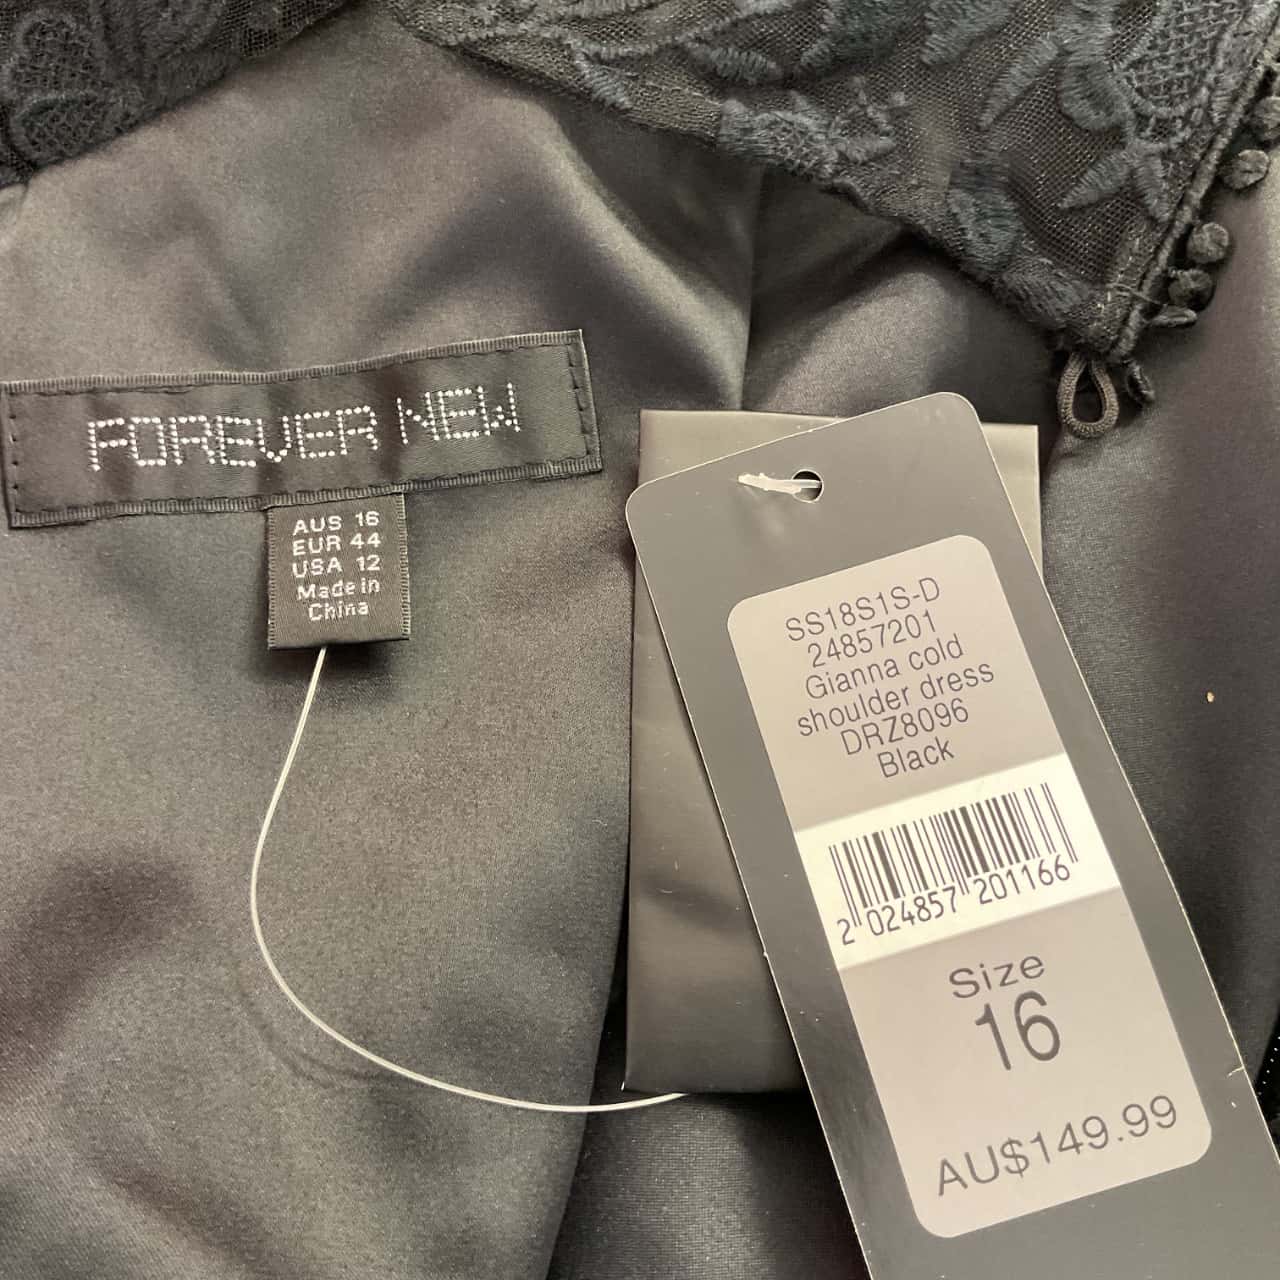 FOREVER NEW
AUS 16
EUR 44
USA 12
Made in
China
SS18S1S-D
24857201
Gianna cold
shoulder dress
DRZ8096
Black
2 024857 201166
Size
16
AU$149.99